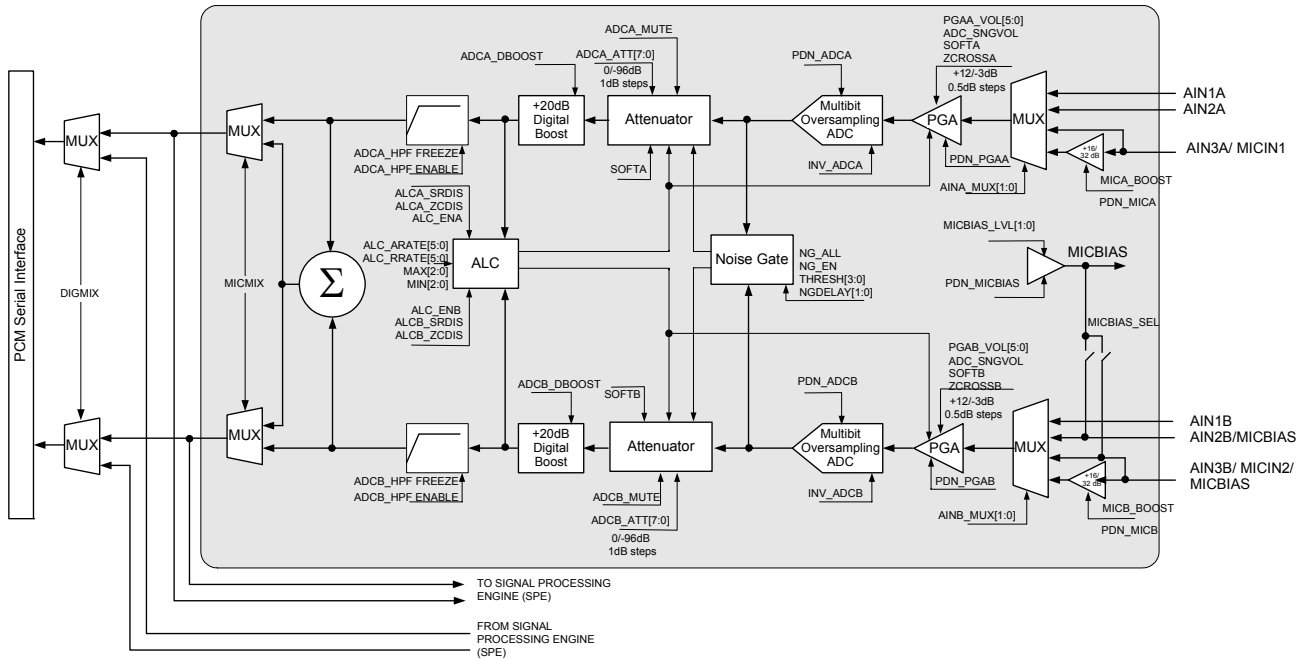 PGAA_VOL[5:0]
ADC_SNGVOL
SOFTA
ZCROSSA
+12/-3dB
0.5dB steps
ADCA_MUTE
ADCA_ATT[7:0]
0/-96dB
1dB steps
ADCA_DBOOST
PDN_ADCA
AIN1A
AIN2A
AIN3A/ MICIN1
MUX
MUX
+20dB
Digital
Boost
Attenuator
Multibit
Oversampling
ADC
PGA
MUX
+16/
32 dB
ADCA_HPF FREEZE
ADCA_HPF ENABLE
SOFTA
INV_ADCA
PDN_PGAA
AINA_MUX[1:0]
MICA_BOOST
PDN_MICA
PCM Serial Interface
DIGMIX
MICMIX
Σ
ALCA_SRDIS
ALCA_ZCDIS
ALC_ENA
ALC_ARATE[5:0]
ALC_RRATE[5:0]
MAX[2:0]
MIN[2:0]
ALC
ALC_ENB
ALCB_SRDIS
ALCB_ZCDIS
Noise Gate
NG_ALL
NG_EN
THRESH[3:0]
NGDELAY[1:0]
MICBIAS_LVL[1:0]
MICBIAS
PDN_MICBIAS
MICBIAS_SEL
PGAB_VOL[5:0]
ADC_SNGVOL
SOFTB
ZCROSSB
+12/-3dB
0.5dB steps
ADCB_DBOOST
SOFTB
PDN_ADCB
AIN1B
AIN2B/MICBIAS
AIN3B/ MICIN2/
MICBIAS
MUX
MUX
+20dB
Digital
Boost
Attenuator
Multibit
Oversampling
ADC
PGA
MUX
+16/
32 dB
ADCB_HPF FREEZE
ADCB_HPF ENABLE
ADCB_MUTE
ADCB_ATT[7:0]
0/-96dB
1dB steps
INV_ADCB
PDN_PGAB
AINB_MUX[1:0]
MICB_BOOST
PDN_MICB
TO SIGNAL PROCESSING
ENGINE (SPE)
FROM SIGNAL
PROCESSING ENGINE
(SPE)